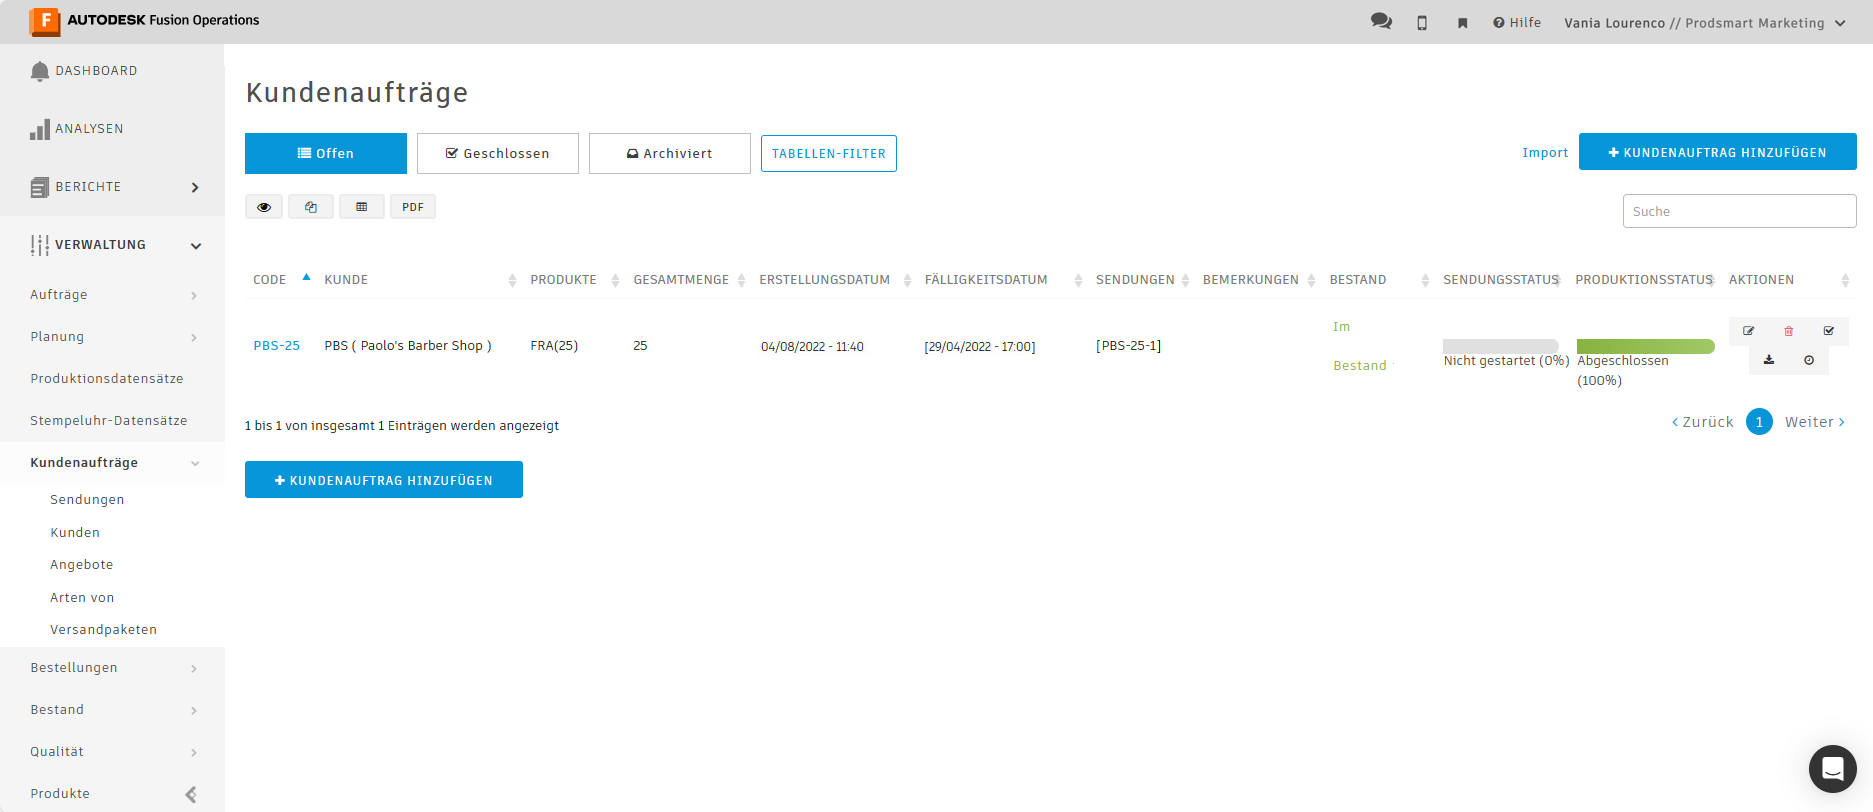 F AUTODESK Fusion Operations
Hilfe
Vania Lourenco // Prodsmart Marketing
DASHBOARD
ANALYSEN
BERICHTE
VERWALTUNG
Aufträge
Planung
Produktionsdatensätze
Stempeluhr-Datensätze
Kundenaufträge
Sendungen
Kunden
Angebote
Arten von
Versandpaketen
Bestellungen
Bestand
Qualität
Produkte
Kundenaufträge
Offen
Geschlossen
Archiviert
TABELLEN-FILTER
Import
+ KUNDENAUFTRAG HINZUFÜGEN
PDF
Suche
CODE KUNDE PRODUKTE GESAMTMENGE ERSTELLUNGSDATUM FÄLLIGKEITSDATUM SENDUNGEN BEMERKUNGEN BESTAND SENDUNGSSTATUS PRODUKTIONSSTATUS AKTIONEN
PBS-25 PBS ( Paolo's Barber Shop ) FRA(25) 25 04/08/2022 - 11:40 [29/04/2022 - 17:00] [PBS-25-1]
Im
Bestand
Nicht gestartet (0%)
Abgeschlossen
(100%)
1 bis 1 von insgesamt 1 Einträgen werden angezeigt
< Zurück 1 Weiter >
+ KUNDENAUFTRAG HINZUFÜGEN